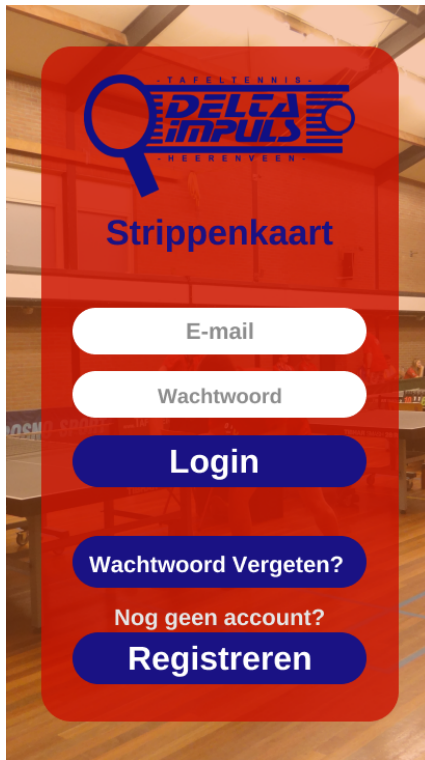 - TAFELTENNIS -
DELTA
IMPULS
- HEERENVEEN -
Strippenkaart
E-mail
Wachtwoord
Login
Wachtwoord Vergeten?
Nog geen account?
Registreren